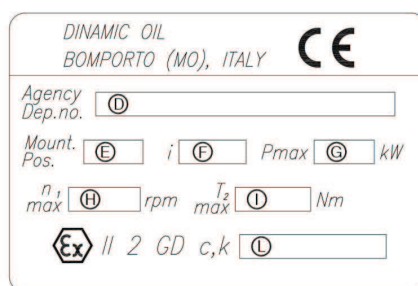 DINAMIC OIL
BOMPORTO (MO), ITALY CE
Agency
Dep.no. D
Mount.
Pos. E i F Pmax G kW
n1 max H rpm T2 max I Nm
Ex II 2 GD c,k L